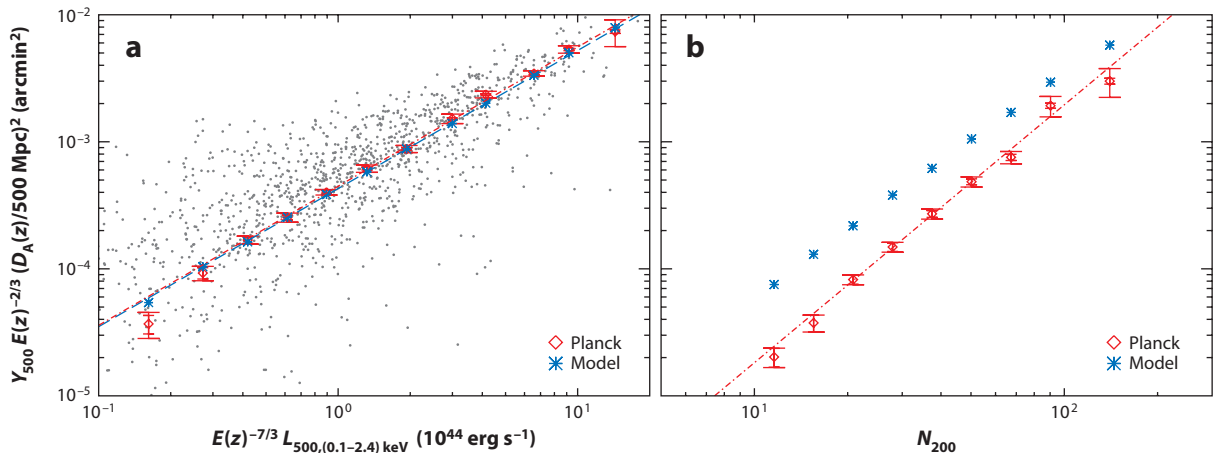 a
b
Y500 E(z)−2/3 (DA(z)/500 Mpc)2 (arcmin2)
10−2
10−3
10−4
10−5
Planck
Model
Planck
Model
10−1
100
101
101
102
E(z)−7/3 L500,(0.1–2.4) keV (1044 erg s−1)
N200